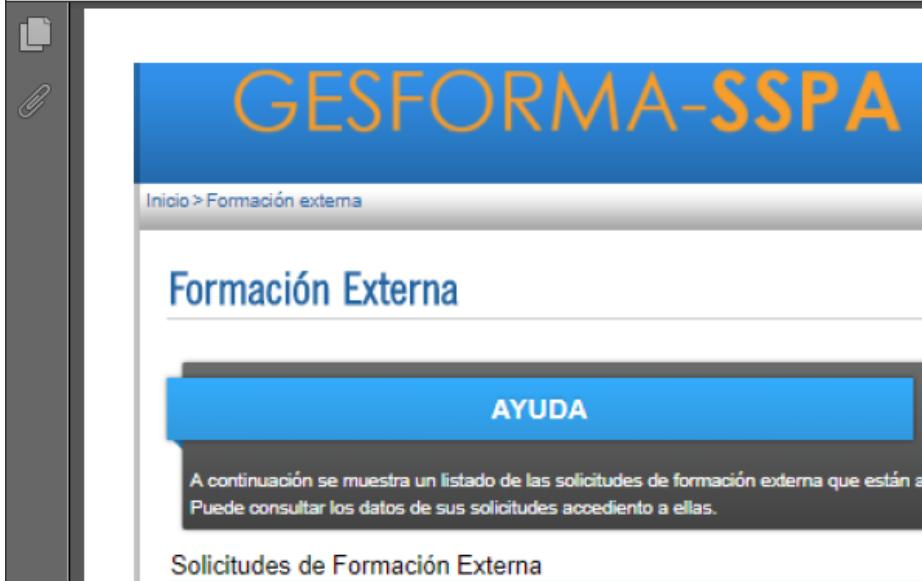 GESFORMA-SSPA
Inicio > Formación externa
Formación Externa
AYUDA
A continuación se muestra un listado de las solicitudes de formación externa que están a
Puede consultar los datos de sus solicitudes accediento a ellas.
Solicitudes de Formación Externa